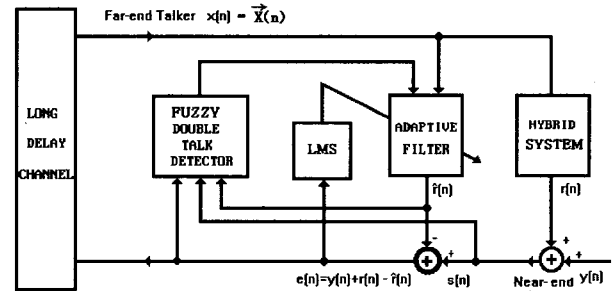 Far-end Talker x(n) = X(n)
LONG
DELAY
CHANNEL
FUZZY
DOUBLE
TALK
DETECTOR
LMS
ADAPTIVE
FILTER
HYBRID
SYSTEM
r̂(n)
r(n)
-
+
+
+
+
+
e(n)=y(n)+r(n) - r̂(n)
s(n)
Near-end
y(n)